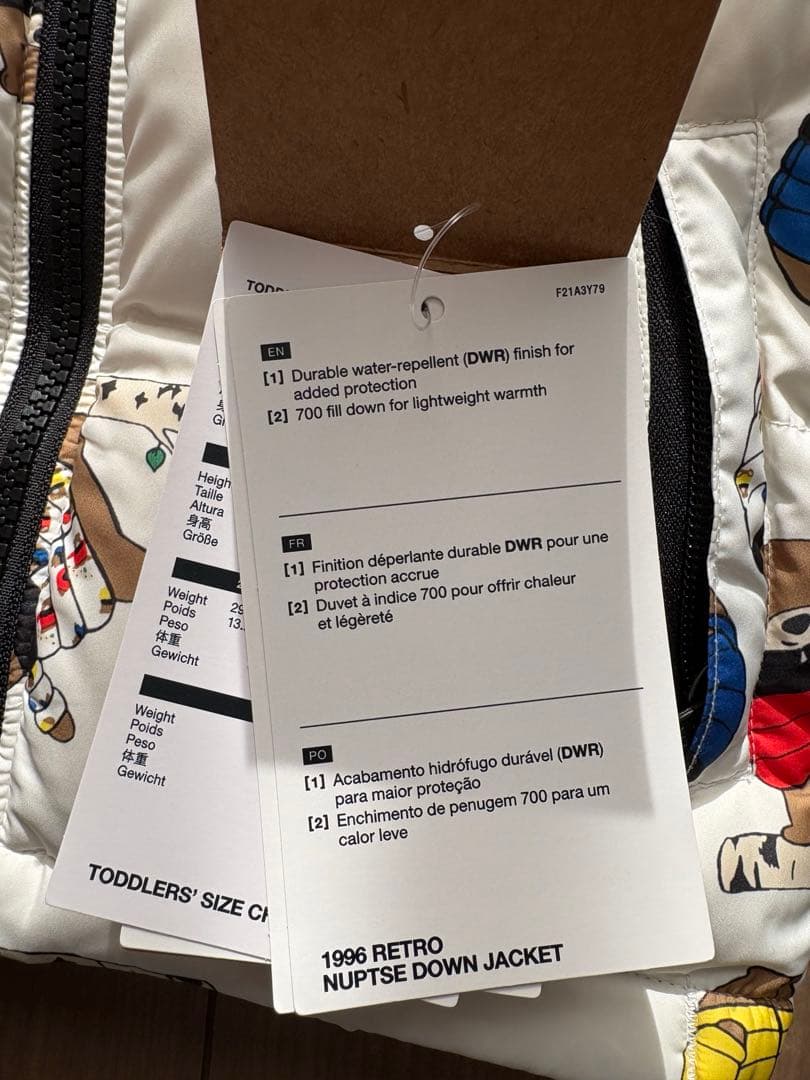 F21A3Y79
EN
[1] Durable water-repellent (DWR) finish for
added protection
[2] 700 fill down for lightweight warmth
FR
[1] Finition déperlante durable DWR pour une
protection accrue
[2] Duvet à indice 700 pour offrir chaleur
et légèreté
PO
[1] Acabamento hidrófugo durável (DWR)
para maior proteção
[2] Enchimento de penugem 700 para um
calor leve
1996 RETRO
NUPTSE DOWN JACKET
Taille
Altura
身高
Größe
Weight
Poids
Peso
体重
Gewicht
Weight
Poids
Peso
体重
Gewicht
TODDLERS' SIZE